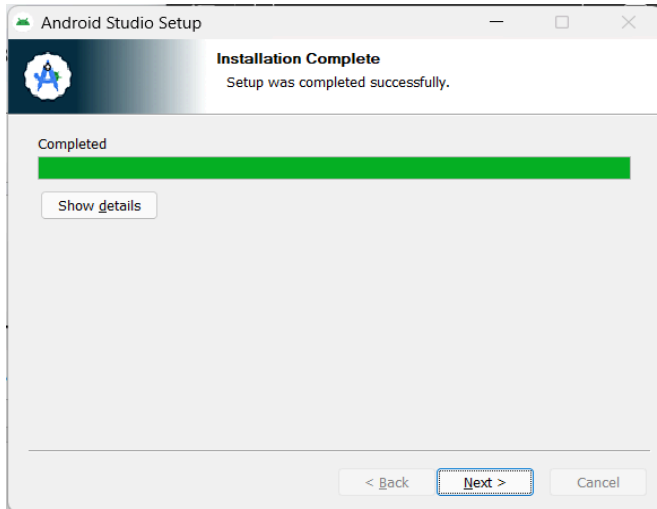 Android Studio Setup
Installation Complete
Setup was completed successfully.
Completed
Show details
< Back
Next >
Cancel